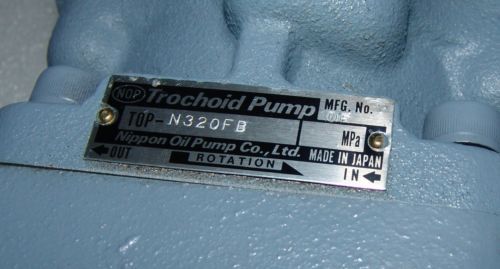 NOP Trochoid Pump MFG. No.
TOP-N320FB MPa
Nippon Oil Pump Co., Ltd. MADE IN JAPAN
←OUT ROTATION IN←